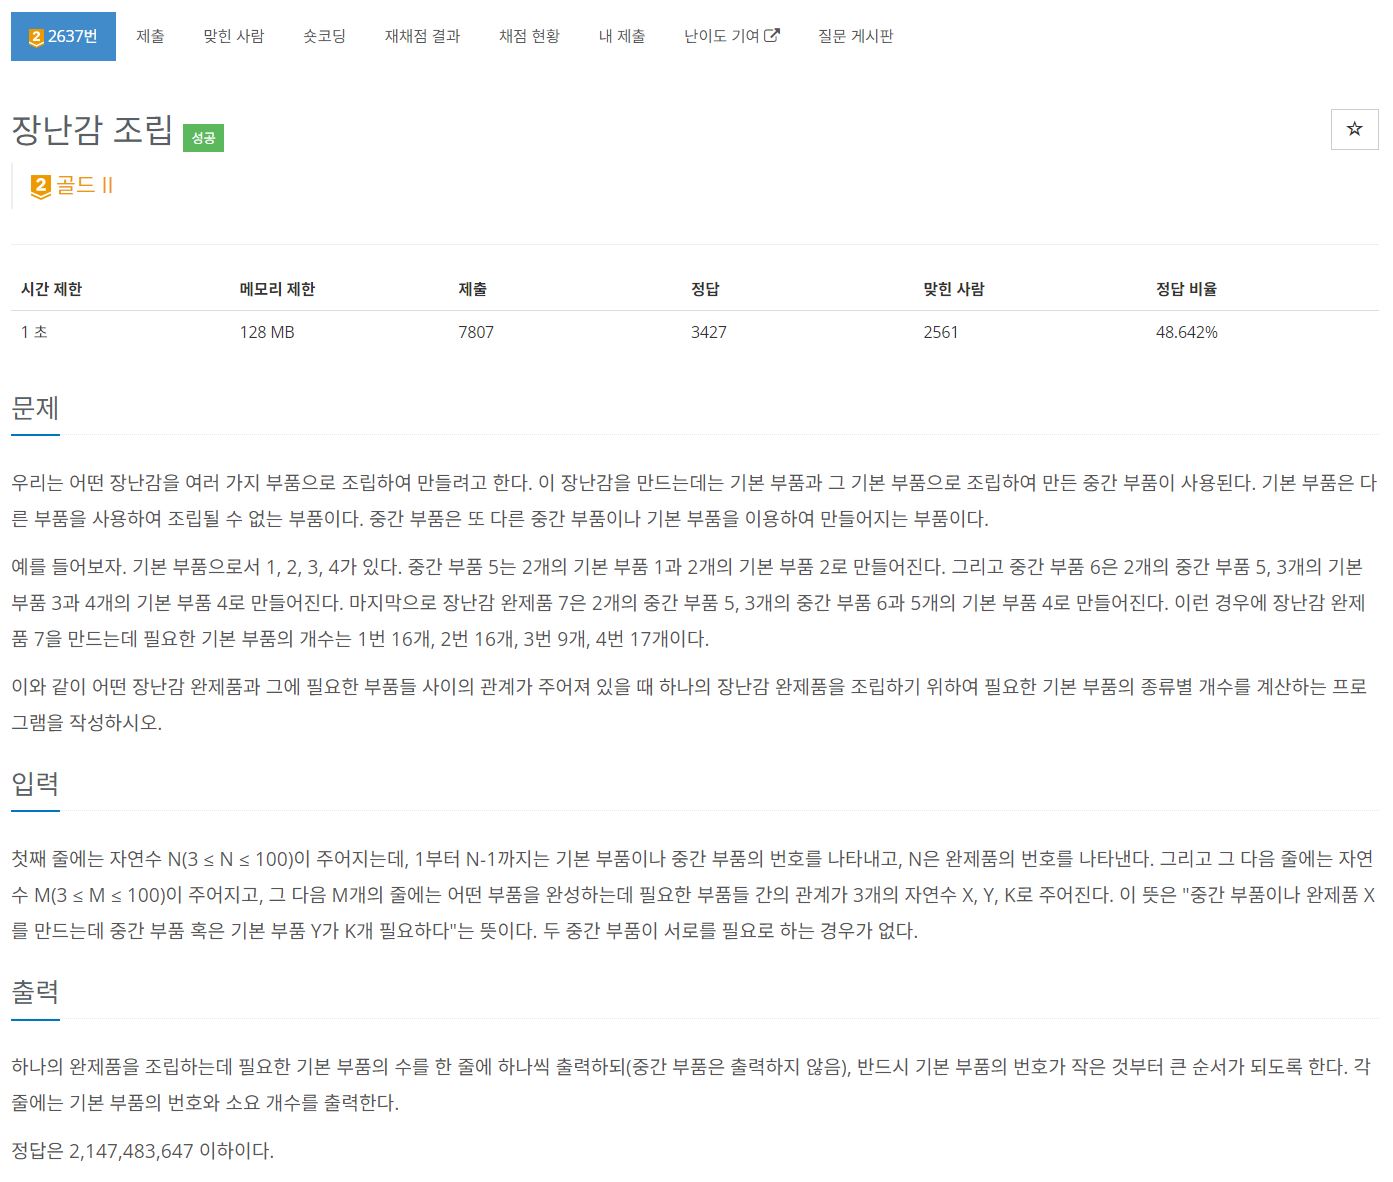 2 2637번 제출 맞힌 사람 숏코딩 재채점 결과 채점 현황 내 제출 난이도 기여 질문 게시판
장난감 조립 성공
2 골드 II
시간 제한 메모리 제한 제출 정답 맞힌 사람 정답 비율
1 초 128 MB 7807 3427 2561 48.642%
문제
우리는 어떤 장난감을 여러 가지 부품으로 조립하여 만들려고 한다. 이 장난감을 만드는데는 기본 부품과 그 기본 부품으로 조립하여 만든 중간 부품이 사용된다. 기본 부품은 다
른 부품을 사용하여 조립될 수 없는 부품이다. 중간 부품은 또 다른 중간 부품이나 기본 부품을 이용하여 만들어지는 부품이다.
예를 들어보자. 기본 부품으로서 1, 2, 3, 4가 있다. 중간 부품 5는 2개의 기본 부품 1과 2개의 기본 부품 2로 만들어진다. 그리고 중간 부품 6은 2개의 중간 부품 5, 3개의 기본
부품 3과 4개의 기본 부품 4로 만들어진다. 마지막으로 장난감 완제품 7은 2개의 중간 부품 5, 3개의 중간 부품 6과 5개의 기본 부품 4로 만들어진다. 이런 경우에 장난감 완제
품 7을 만드는데 필요한 기본 부품의 개수는 1번 16개, 2번 16개, 3번 9개, 4번 17개이다.
이와 같이 어떤 장난감 완제품과 그에 필요한 부품들 사이의 관계가 주어져 있을 때 하나의 장난감 완제품을 조립하기 위하여 필요한 기본 부품의 종류별 개수를 계산하는 프로
그램을 작성하시오.
입력
첫째 줄에는 자연수 N(3 ≤ N ≤ 100)이 주어지는데, 1부터 N-1까지는 기본 부품이나 중간 부품의 번호를 나타내고, N은 완제품의 번호를 나타낸다. 그리고 그 다음 줄에는 자연
수 M(3 ≤ M ≤ 100)이 주어지고, 그 다음 M개의 줄에는 어떤 부품을 완성하는데 필요한 부품들 간의 관계가 3개의 자연수 X, Y, K로 주어진다. 이 뜻은 "중간 부품이나 완제품 X
를 만드는데 중간 부품 혹은 기본 부품 Y가 K개 필요하다"는 뜻이다. 두 중간 부품이 서로를 필요로 하는 경우가 없다.
출력
하나의 완제품을 조립하는데 필요한 기본 부품의 수를 한 줄에 하나씩 출력하되(중간 부품은 출력하지 않음), 반드시 기본 부품의 번호가 작은 것부터 큰 순서가 되도록 한다. 각
줄에는 기본 부품의 번호와 소요 개수를 출력한다.
정답은 2,147,483,647 이하이다.